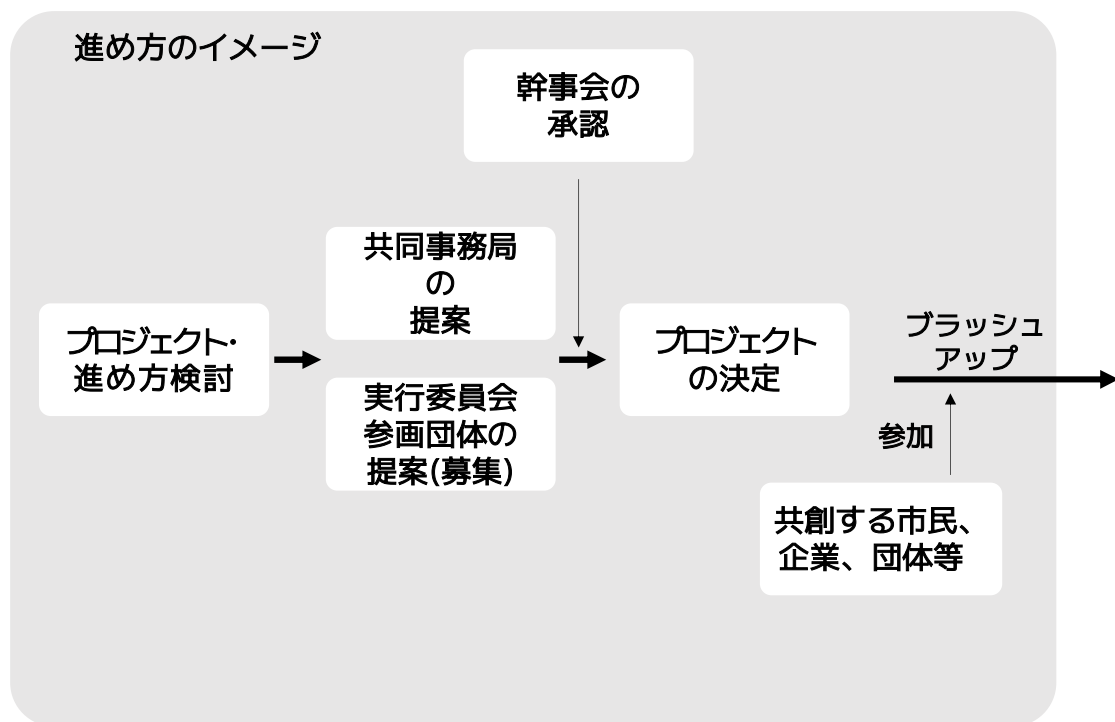 進め方のイメージ
幹事会の
承認
共同事務局
の
提案
プロジェクト・
進め方検討
実行委員会
参画団体の
提案(募集)
プロジェクト
の決定
ブラッシュ
アップ
参加
共創する市民、
企業、団体等